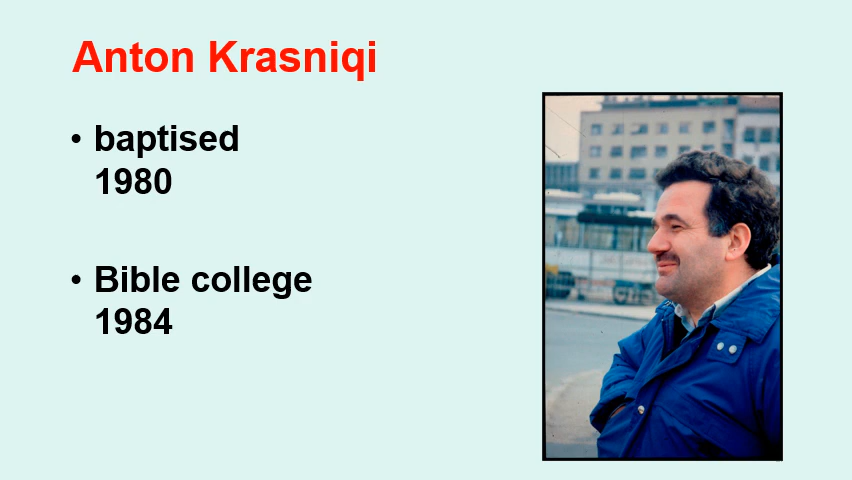 Anton Krasniqi
• baptised
1980
• Bible college
1984